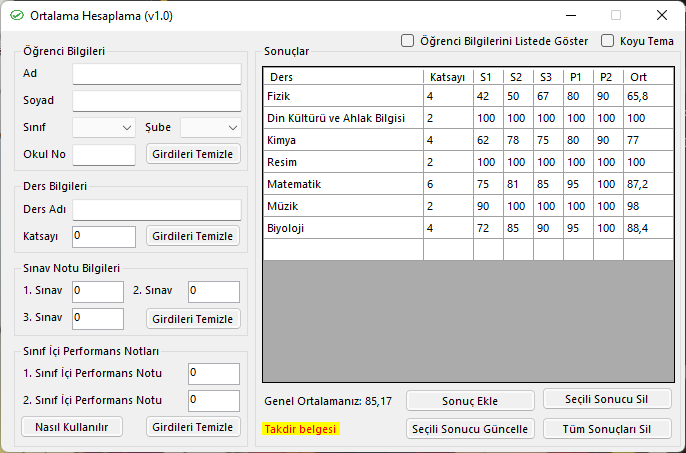 Ortalama Hesaplama (v1.0)
Öğrenci Bilgileri
Ad
Soyad
Sınıf
Şube
Okul No
Girdileri Temizle
Ders Bilgileri
Ders Adı
Katsayı
0
Girdileri Temizle
Sınav Notu Bilgileri
1. Sınav
0
2. Sınav
0
3. Sınav
0
Girdileri Temizle
Sınıf İçi Performans Notları
1. Sınıf İçi Performans Notu
0
2. Sınıf İçi Performans Notu
0
Nasıl Kullanılır
Girdileri Temizle
Sonuçlar
Öğrenci Bilgilerini Listede Göster
Koyu Tema
Ders Katsayı S1 S2 S3 P1 P2 Ort
Fizik 4 42 50 67 80 90 65,8
Din Kültürü ve Ahlak Bilgisi 2 100 100 100 100 100 100
Kimya 4 62 78 75 80 90 77
Resim 2 100 100 100 100 100 100
Matematik 6 75 81 85 95 100 87,2
Müzik 2 90 100 100 100 100 98
Biyoloji 4 72 85 90 95 100 88,4
Genel Ortalamanız: 85,17
Sonuç Ekle
Seçili Sonucu Sil
Takdir belgesi
Seçili Sonucu Güncelle
Tüm Sonuçları Sil